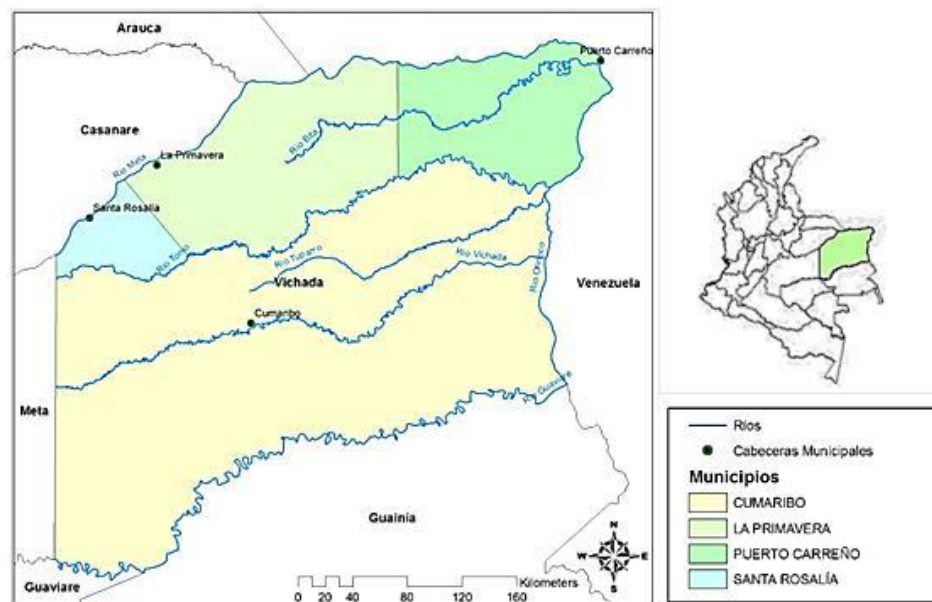 Arauca
Puerto Carreño
Casanare
Río Bita
Río Meta
La Primavera
Santa Rosalía
Río Tomo
Río Tuparro
Río Vichada
Río Orinoco
Vichada
Venezuela
Cumaribo
Río Guaviare
Meta
Guainía
Guaviare
N
W E
S
Kilometers
0 20 40 80 120 160
Ríos
Cabeceras Municipales
Municipios
CUMARIBO
LA PRIMAVERA
PUERTO CARREÑO
SANTA ROSALÍA